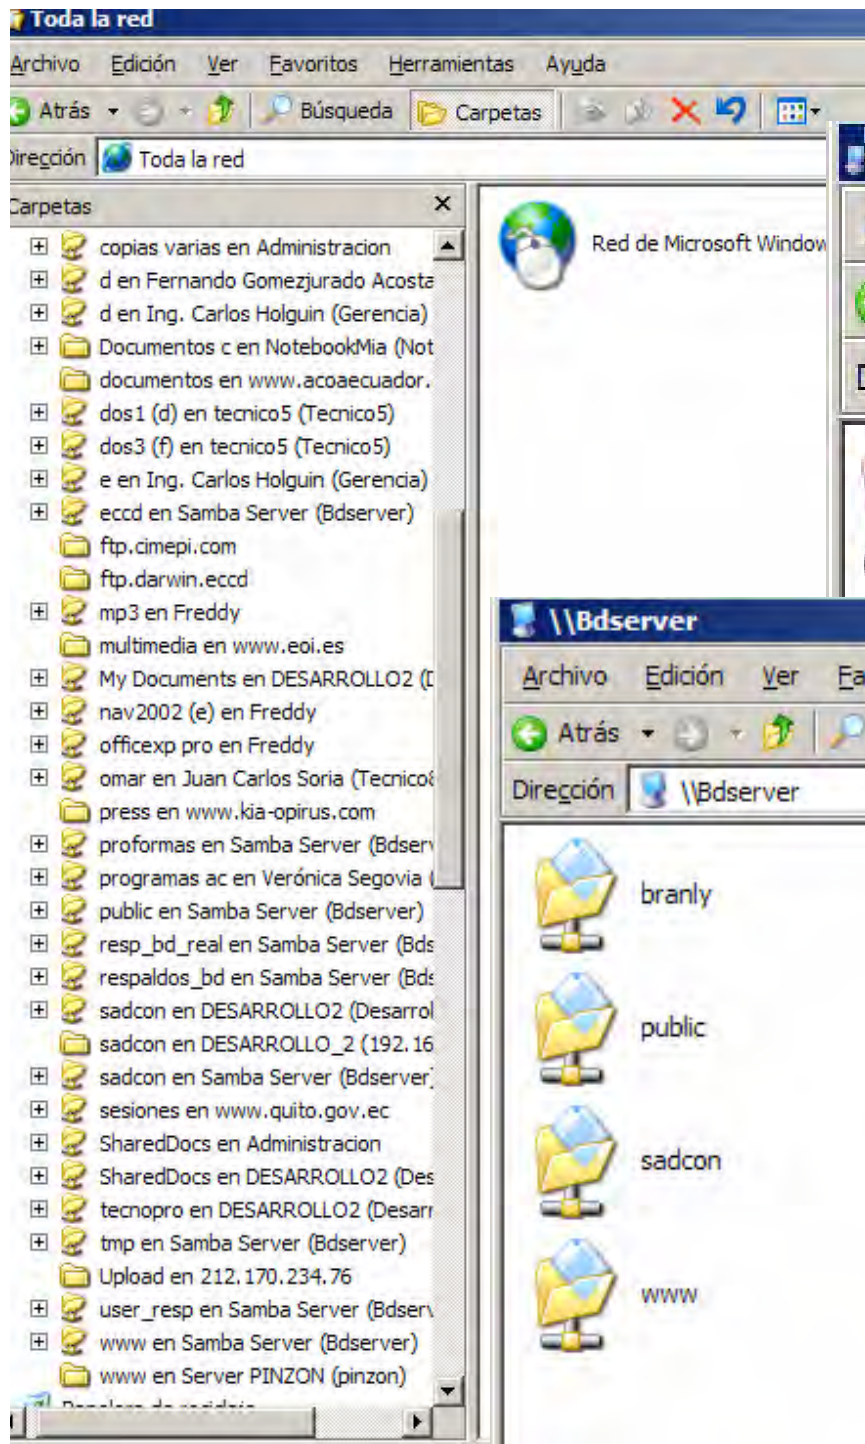 Toda la red
Archivo Edición Ver Favoritos Herramientas Ayuda
Atrás Búsqueda Carpetas
Dirección Toda la red
Carpetas
copias varias en Administracion
d en Fernando Gomezjurado Acosta
d en Ing. Carlos Holguin (Gerencia)
Documentos c en NotebookMia (Not
documentos en www.acoaecuador.
dos1 (d) en tecnico5 (Tecnico5)
dos3 (f) en tecnico5 (Tecnico5)
e en Ing. Carlos Holguin (Gerencia)
eccd en Samba Server (Bdserver)
ftp.cimepi.com
ftp.darwin.eccd
mp3 en Freddy
multimedia en www.eoi.es
My Documents en DESARROLLO2 (D
nav2002 (e) en Freddy
officexp pro en Freddy
omar en Juan Carlos Soria (Tecnico8
press en www.kia-opirus.com
proformas en Samba Server (Bdserv
programas ac en Verónica Segovia (
public en Samba Server (Bdserver)
resp_bd_real en Samba Server (Bds
respaldos_bd en Samba Server (Bds
sadcon en DESARROLLO2 (Desarrol
sadcon en DESARROLLO_2 (192.16
sadcon en Samba Server (Bdserver)
sesiones en www.quito.gov.ec
SharedDocs en Administracion
SharedDocs en DESARROLLO2 (Des
tecnopro en DESARROLLO2 (Desarr
tmp en Samba Server (Bdserver)
Upload en 212.170.234.76
user_resp en Samba Server (Bdserv
www en Samba Server (Bdserver)
www en Server PINZON (pinzon)
Papelera de reciclaje
Red de Microsoft Window
\\Bdserver
Archivo Edición Ver Fa
Atrás
Dirección \\Bdserver
branly
public
sadcon
www